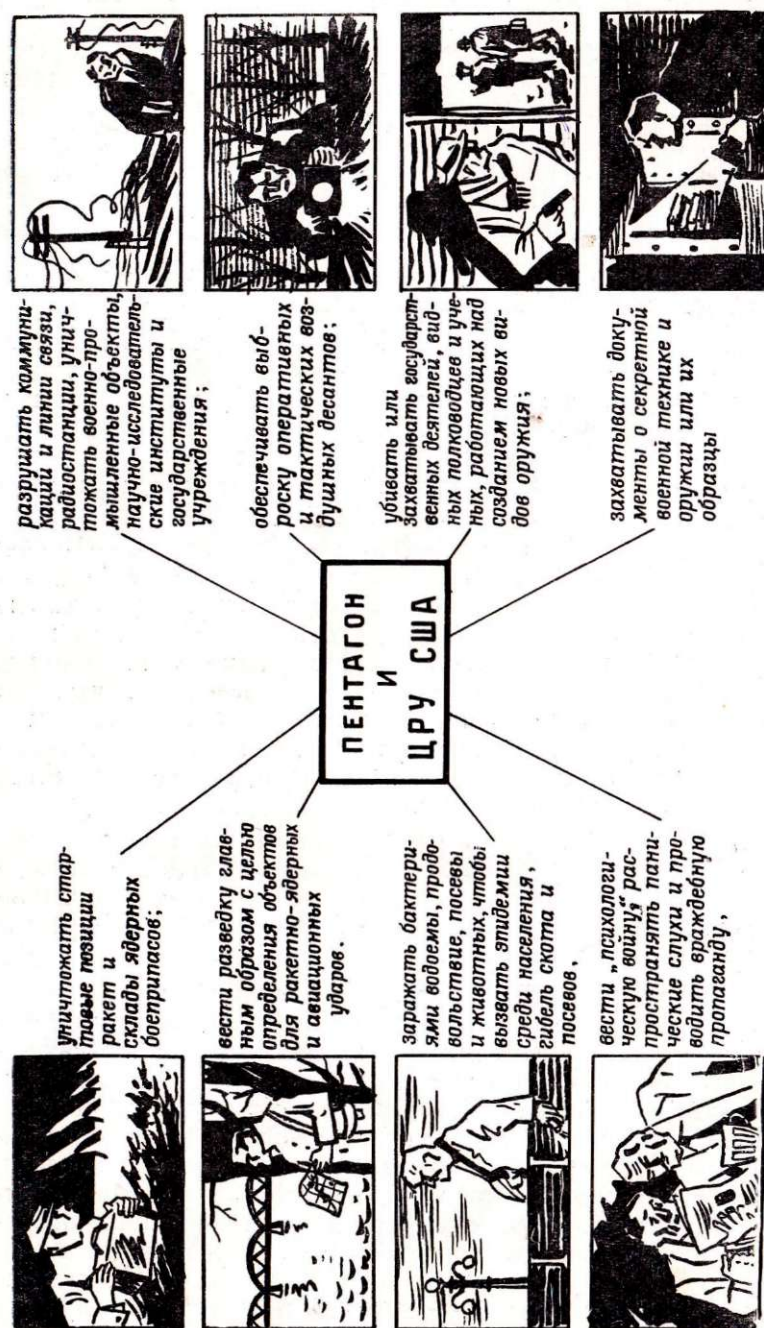 уничтожать стар-
товые позиции
ракет и
склады ядерных
боеприпасов;
вести разведку глав-
ным образом с целью
определения объектов
для ракетно-ядерных
и авиационных
ударов.
заражать бактери-
ями водоемы, продо-
вольствие, посевы
и животных, чтобы
вызвать эпидемии
среди населения,
гибель скота и
посевов,
вести „психологи-
ческую войну" рас-
пространять пани-
ческие слухи и про-
водить враждебную
пропаганду,
ПЕНТАГОН
И
ЦРУ США
разрушать коммуни-
кации и линии связи,
радиостанции, унич-
тожать военно-про-
мышленные объекты,
научно-исследователь-
ские институты и
государственные
учреждения;
обеспечивать выб-
роску оперативных
и тактических воз-
душных десантов;
убивать или
захватывать государст-
венных деятелей, вид-
ных полководцев и уче-
ных, работающих над
созданием новых ви-
дов оружия;
захватывать доку-
менты о секретной
военной технике и
оружии или их
образцы